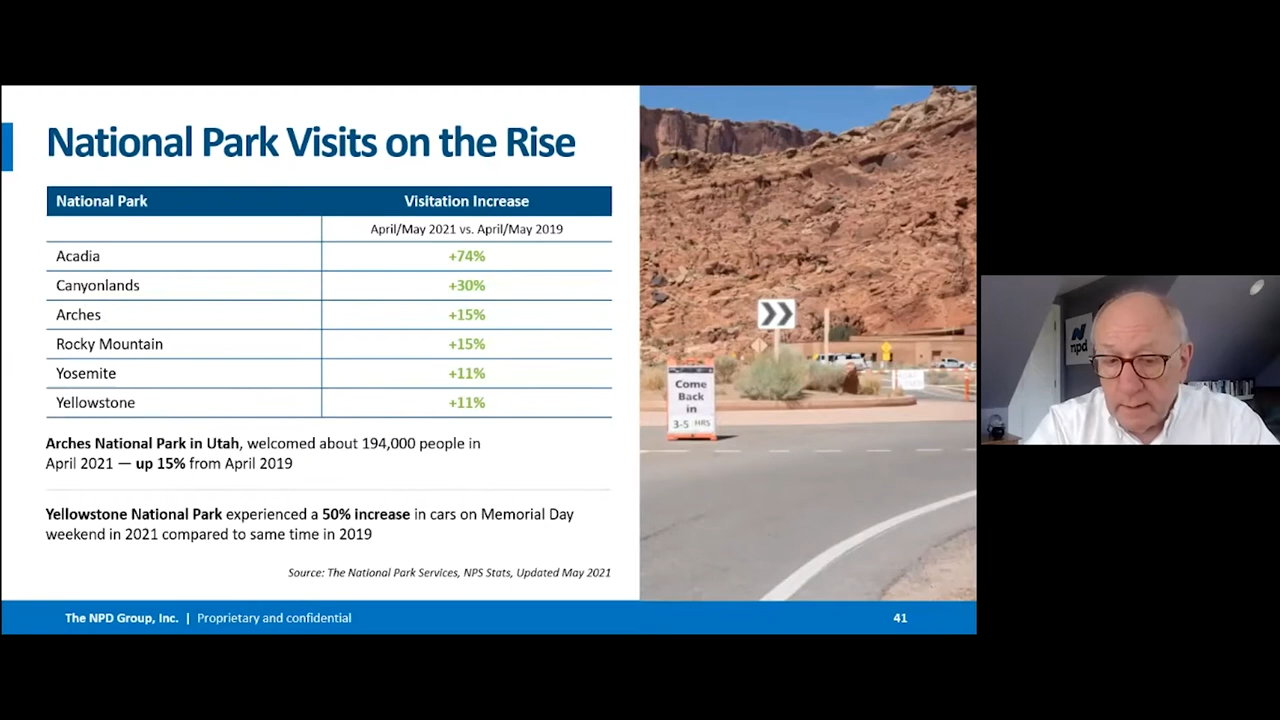 National Park Visits on the Rise
National Park Visitation Increase
April/May 2021 vs. April/May 2019
Acadia +74%
Canyonlands +30%
Arches +15%
Rocky Mountain +15%
Yosemite +11%
Yellowstone +11%
Arches National Park in Utah, welcomed about 194,000 people in
April 2021 — up 15% from April 2019
Yellowstone National Park experienced a 50% increase in cars on Memorial Day
weekend in 2021 compared to same time in 2019
Source: The National Park Services, NPS Stats, Updated May 2021
The NPD Group, Inc. | Proprietary and confidential 41
Come
Back
in
3-5 HRS
npd